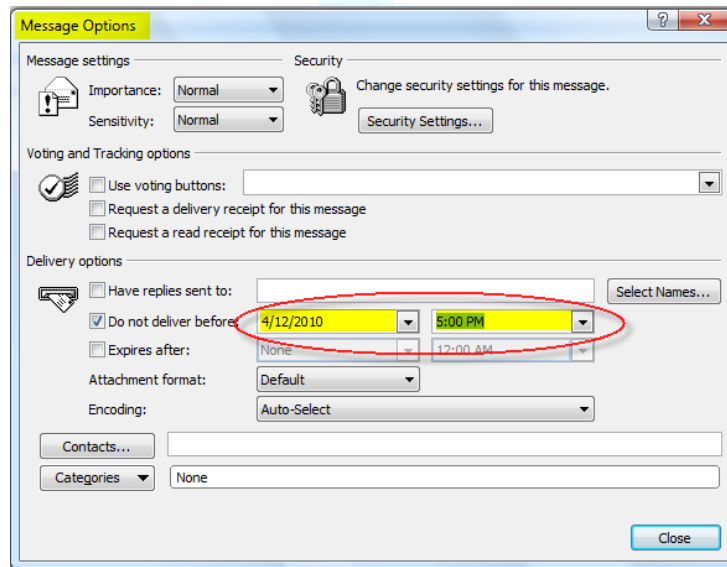 Message Options
Message settings Security
Importance: Normal Change security settings for this message.
Sensitivity: Normal Security Settings...
Voting and Tracking options
Use voting buttons:
Request a delivery receipt for this message
Request a read receipt for this message
Delivery options
Have replies sent to: Select Names...
Do not deliver before: 4/12/2010 5:00 PM
Expires after: None 12:00 AM
Attachment format: Default
Encoding: Auto-Select
Contacts...
Categories None
Close